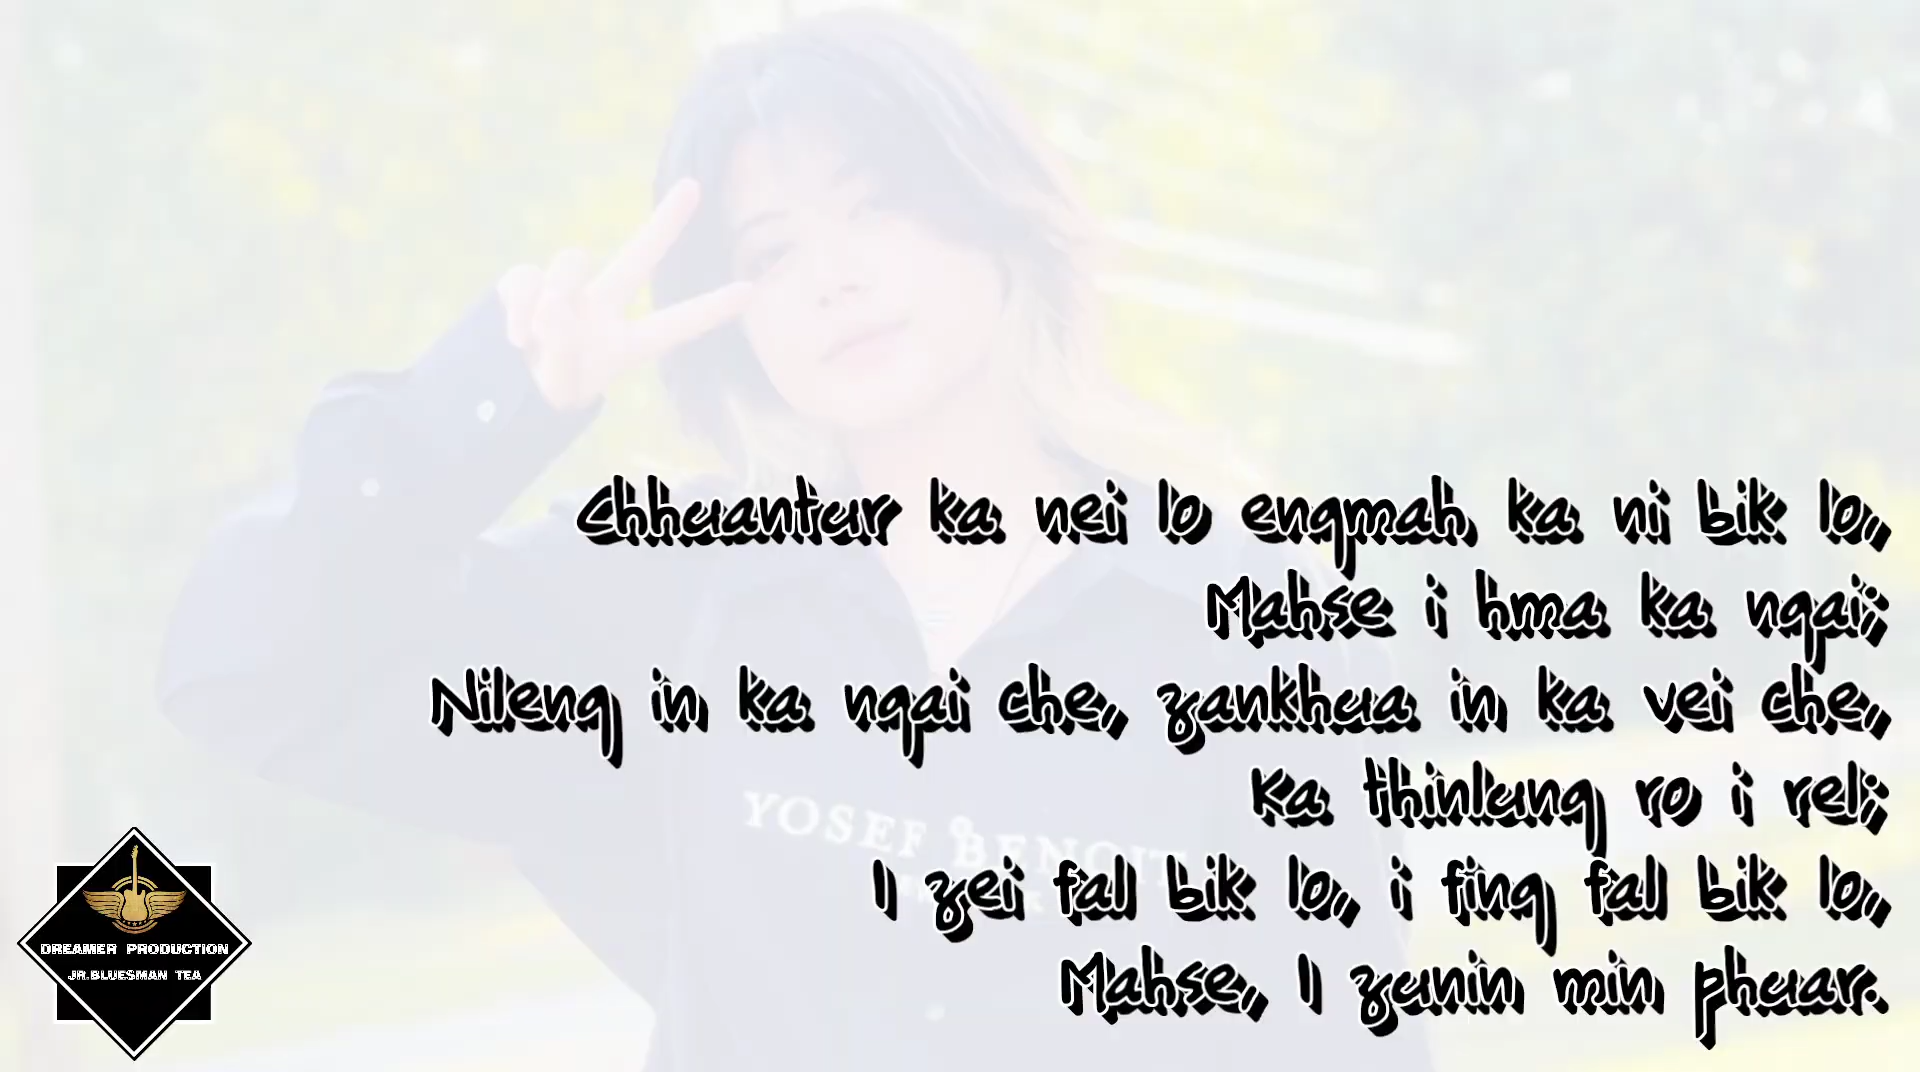 Chhuantur ka nei lo engmah, ka ni bik lo,,
Mahse i hma ka ngai;;
Nileng in ka ngai che,, zankhua in ka vei che,,
Ka thinlung ro i rel;;
I zei fal bik lo,, i fing fal bik lo,,
Mahse,, I zunin min phuar.
YOSEF BENOIT
DREAMER PRODUCTION
JR.BLUESMAN TEA